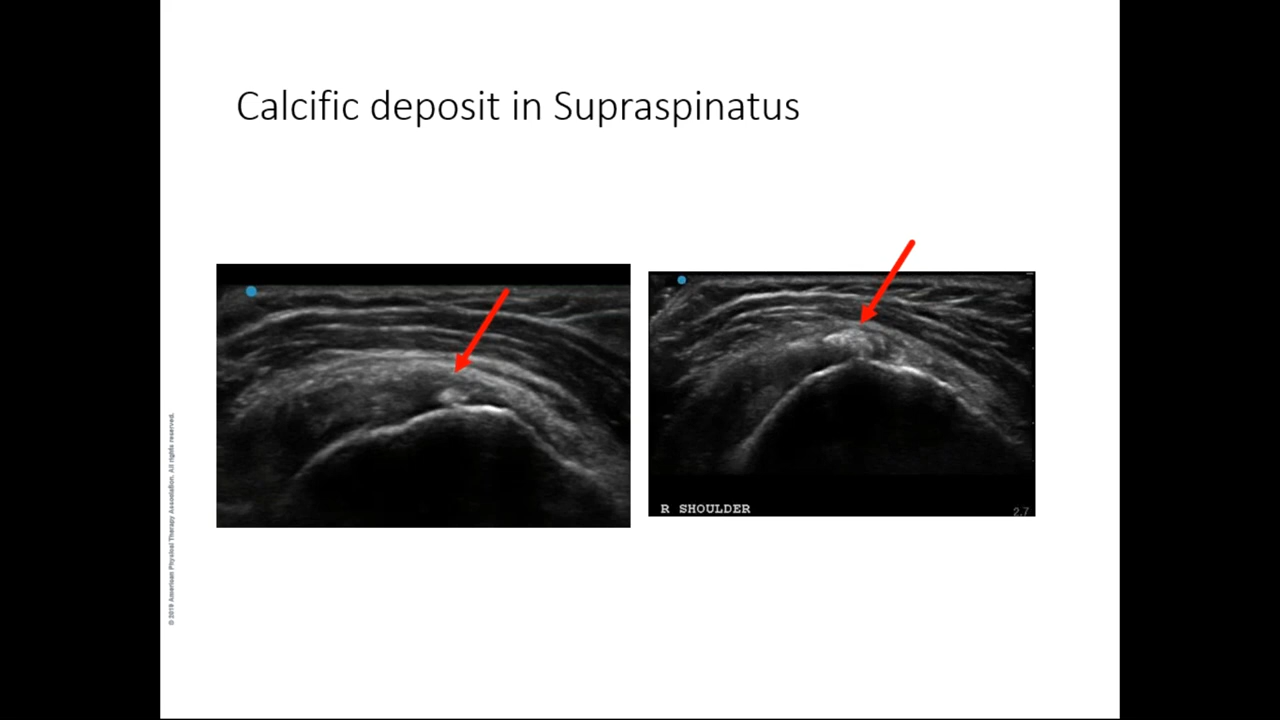 Calcific deposit in Supraspinatus
R SHOULDER
2.7
© 2019 American Physical Therapy Association. All rights reserved.